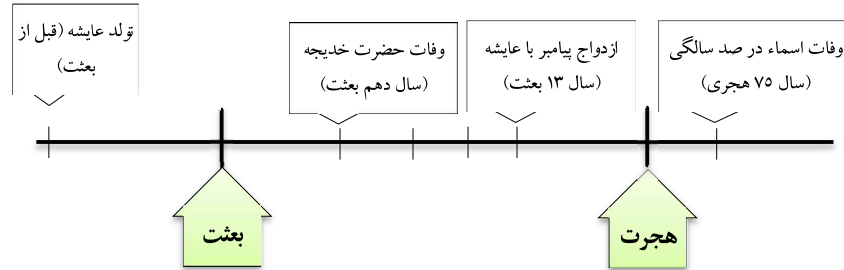 تولد عایشه (قبل از
بعثت)
وفات حضرت خدیجه
(سال دهم بعثت)
ازدواج پیامبر با عایشه
(سال ۱۳ بعثت)
وفات اسماء در صد سالگی
(سال ۷۵ هجری)
بعثت
هجرت